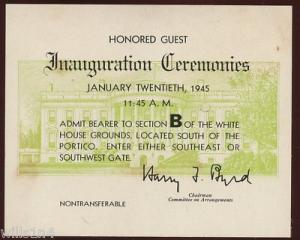 HONORED GUEST
Inauguration Ceremonies
JANUARY TWENTIETH, 1945
11:45 A. M.
ADMIT BEARER TO SECTION B OF THE WHITE
HOUSE GROUNDS, LOCATED SOUTH OF THE
PORTICO. ENTER EITHER SOUTHEAST OR
SOUTHWEST GATE.
Harry F. Byrd
Chairman
Committee on Arrangements
NONTRANSFERABLE